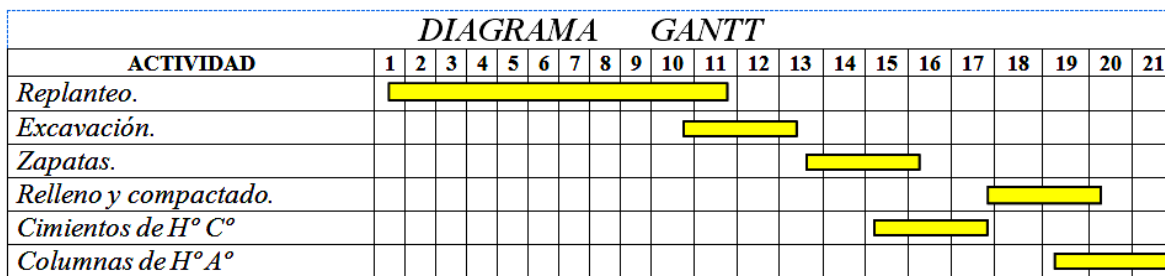 DIAGRAMA GANTT
ACTIVIDAD 1 2 3 4 5 6 7 8 9 10 11 12 13 14 15 16 17 18 19 20 21
Replanteo.
Excavación.
Zapatas.
Relleno y compactado.
Cimientos de Hº Cº
Columnas de Hº Aº